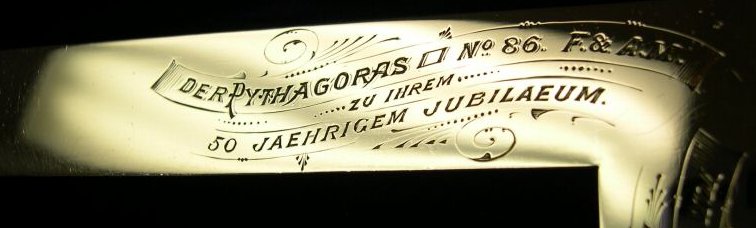 DER PYTHAGORAS ▭ No 86. F. & A.M.
ZU IHREM
50 JAEHRIGEM JUBILAEUM.